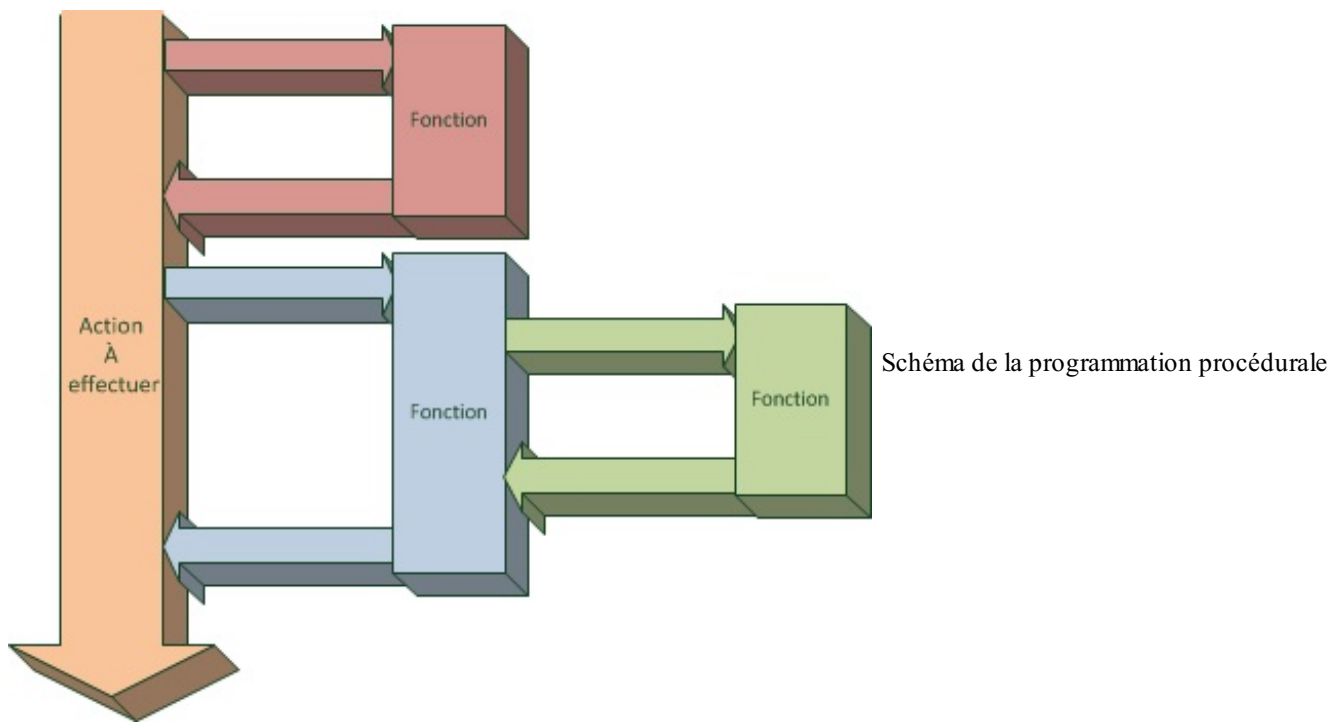 Fonction
Action
À
effectuer
Fonction
Fonction
Schéma de la programmation procédurale